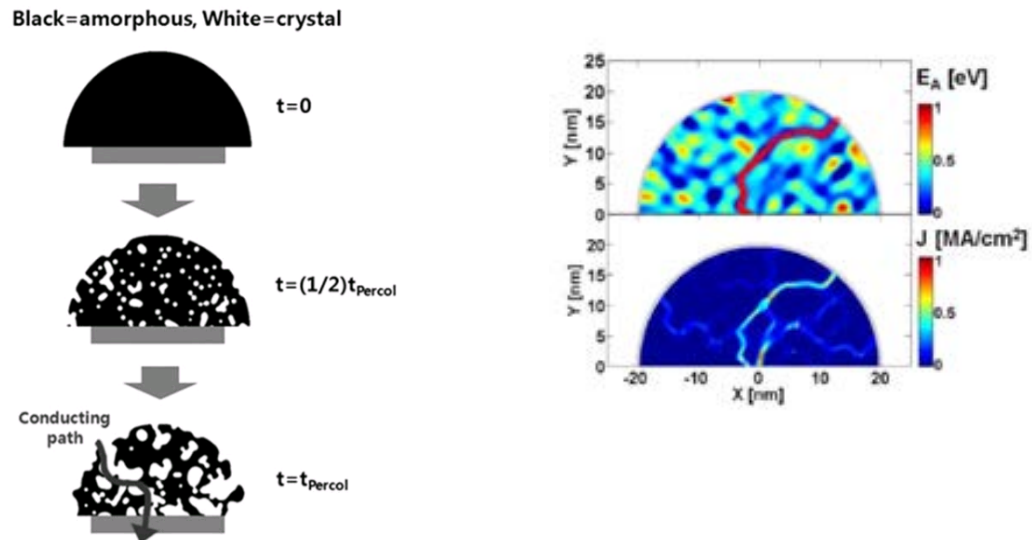 Black=amorphous, White=crystal
t=0
t=(1/2)tPercol
Conducting
path
t=tPercol
25
20
15
10
5
0
Y [nm]
EA [eV]
1
0.5
0
20
15
10
5
0
Y [nm]
-20 -10 0 10 20
X [nm]
J [MA/cm²]
1
0.5
0